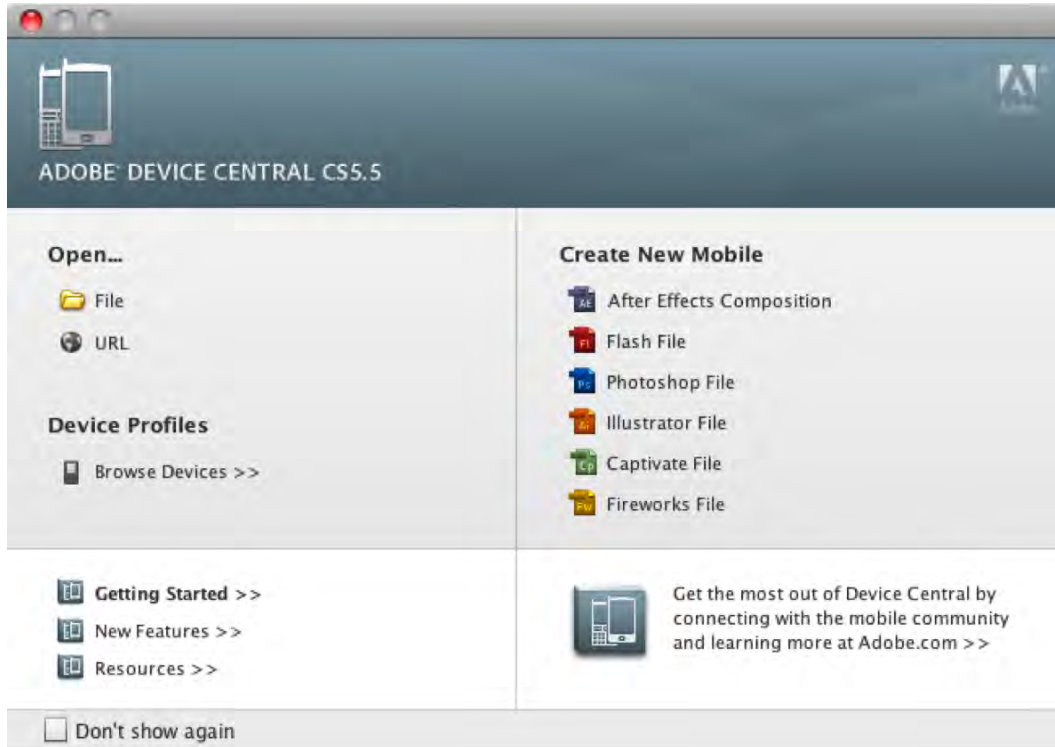 ADOBE DEVICE CENTRAL CS5.5
Open...
File
URL
Device Profiles
Browse Devices >>
Create New Mobile
After Effects Composition
Flash File
Photoshop File
Illustrator File
Captivate File
Fireworks File
Getting Started >>
New Features >>
Resources >>
Get the most out of Device Central by
connecting with the mobile community
and learning more at Adobe.com >>
Don't show again